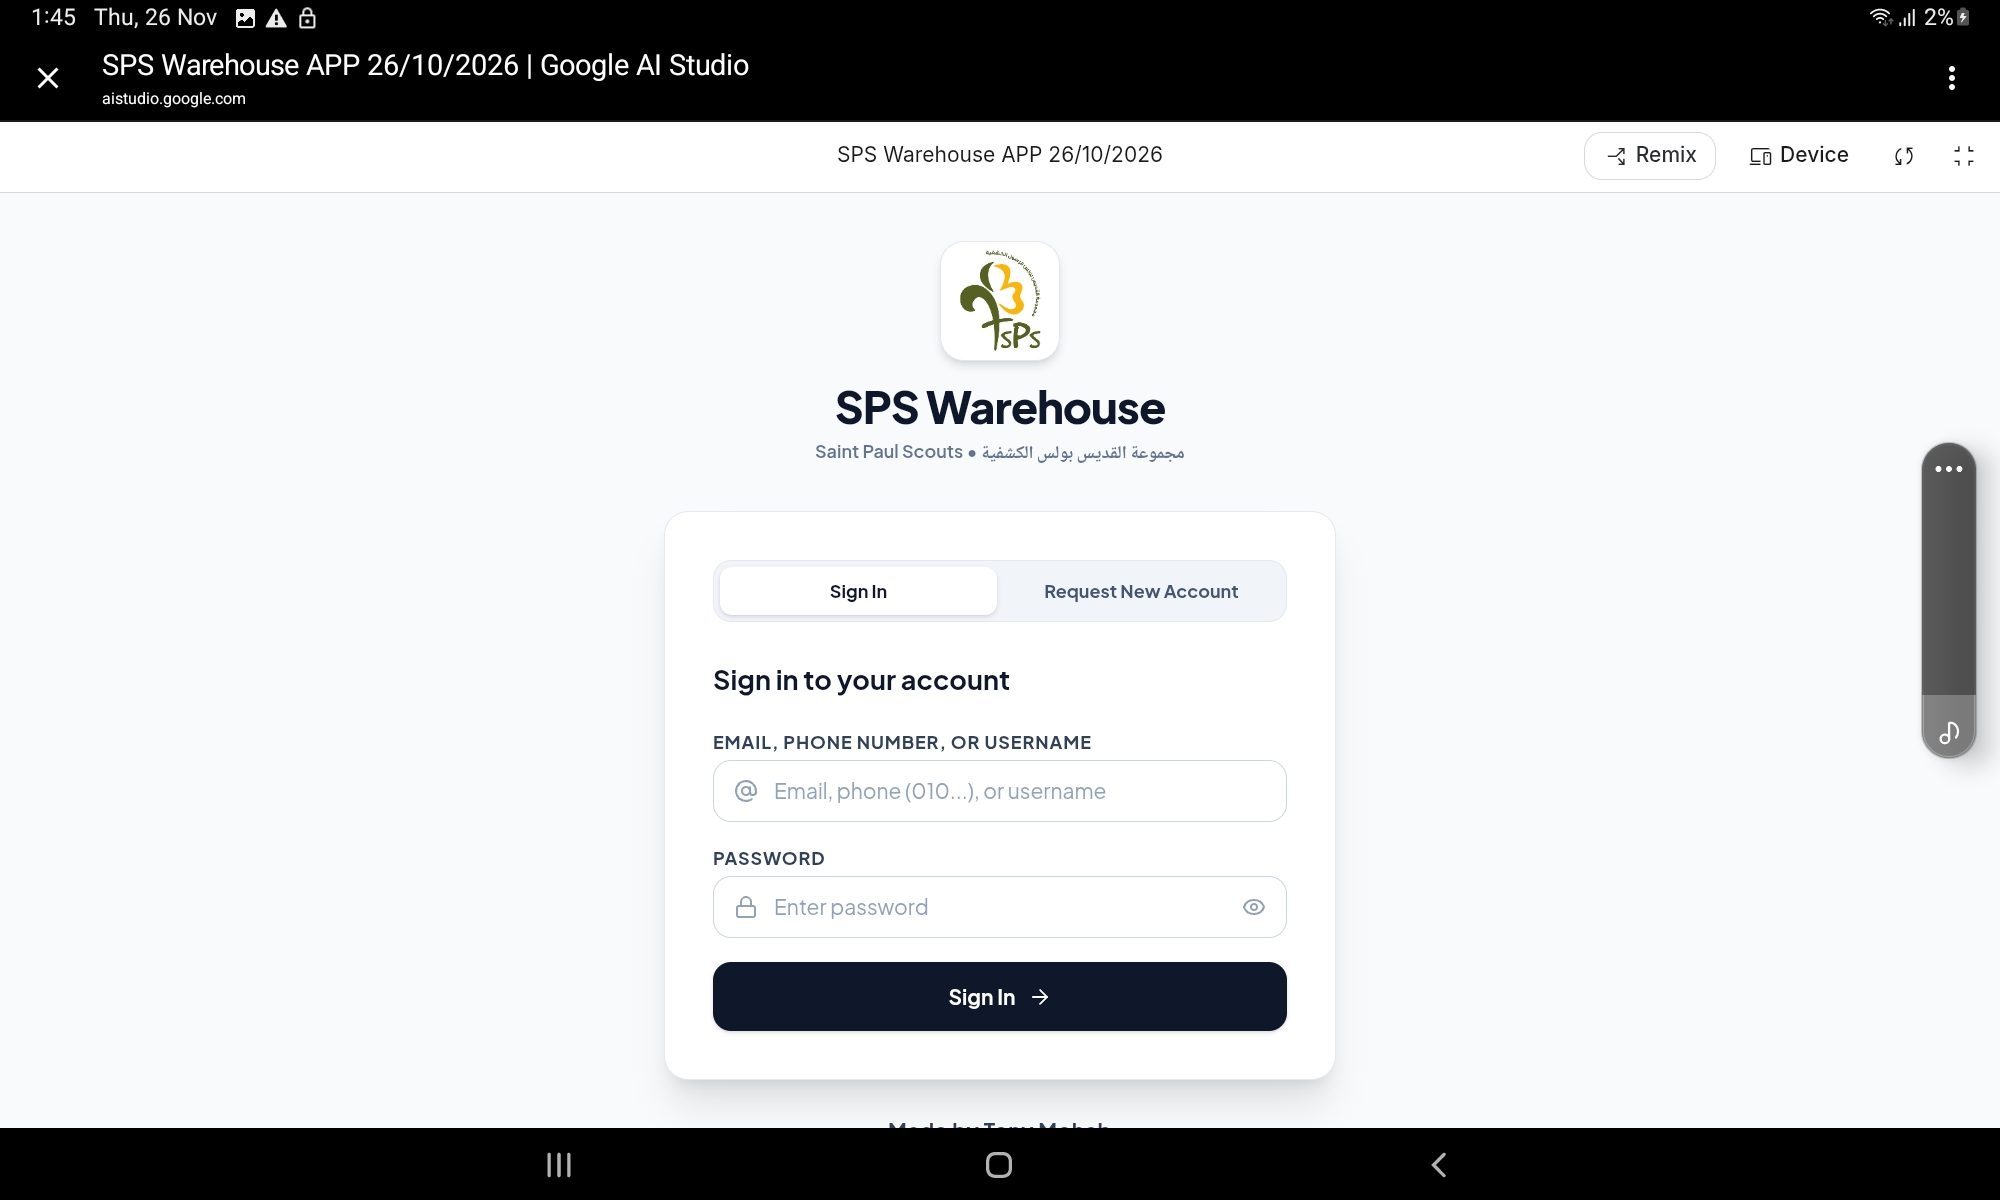 1:45 Thu, 26 Nov 2%
SPS Warehouse APP 26/10/2026 | Google AI Studio
aistudio.google.com
SPS Warehouse APP 26/10/2026 Remix Device
SPs
SPS Warehouse
Saint Paul Scouts • مجموعة القديس بولس الكشفية
Sign In Request New Account
Sign in to your account
EMAIL, PHONE NUMBER, OR USERNAME
@ Email, phone (010...), or username
PASSWORD
Enter password
Sign In →
Made by Tony